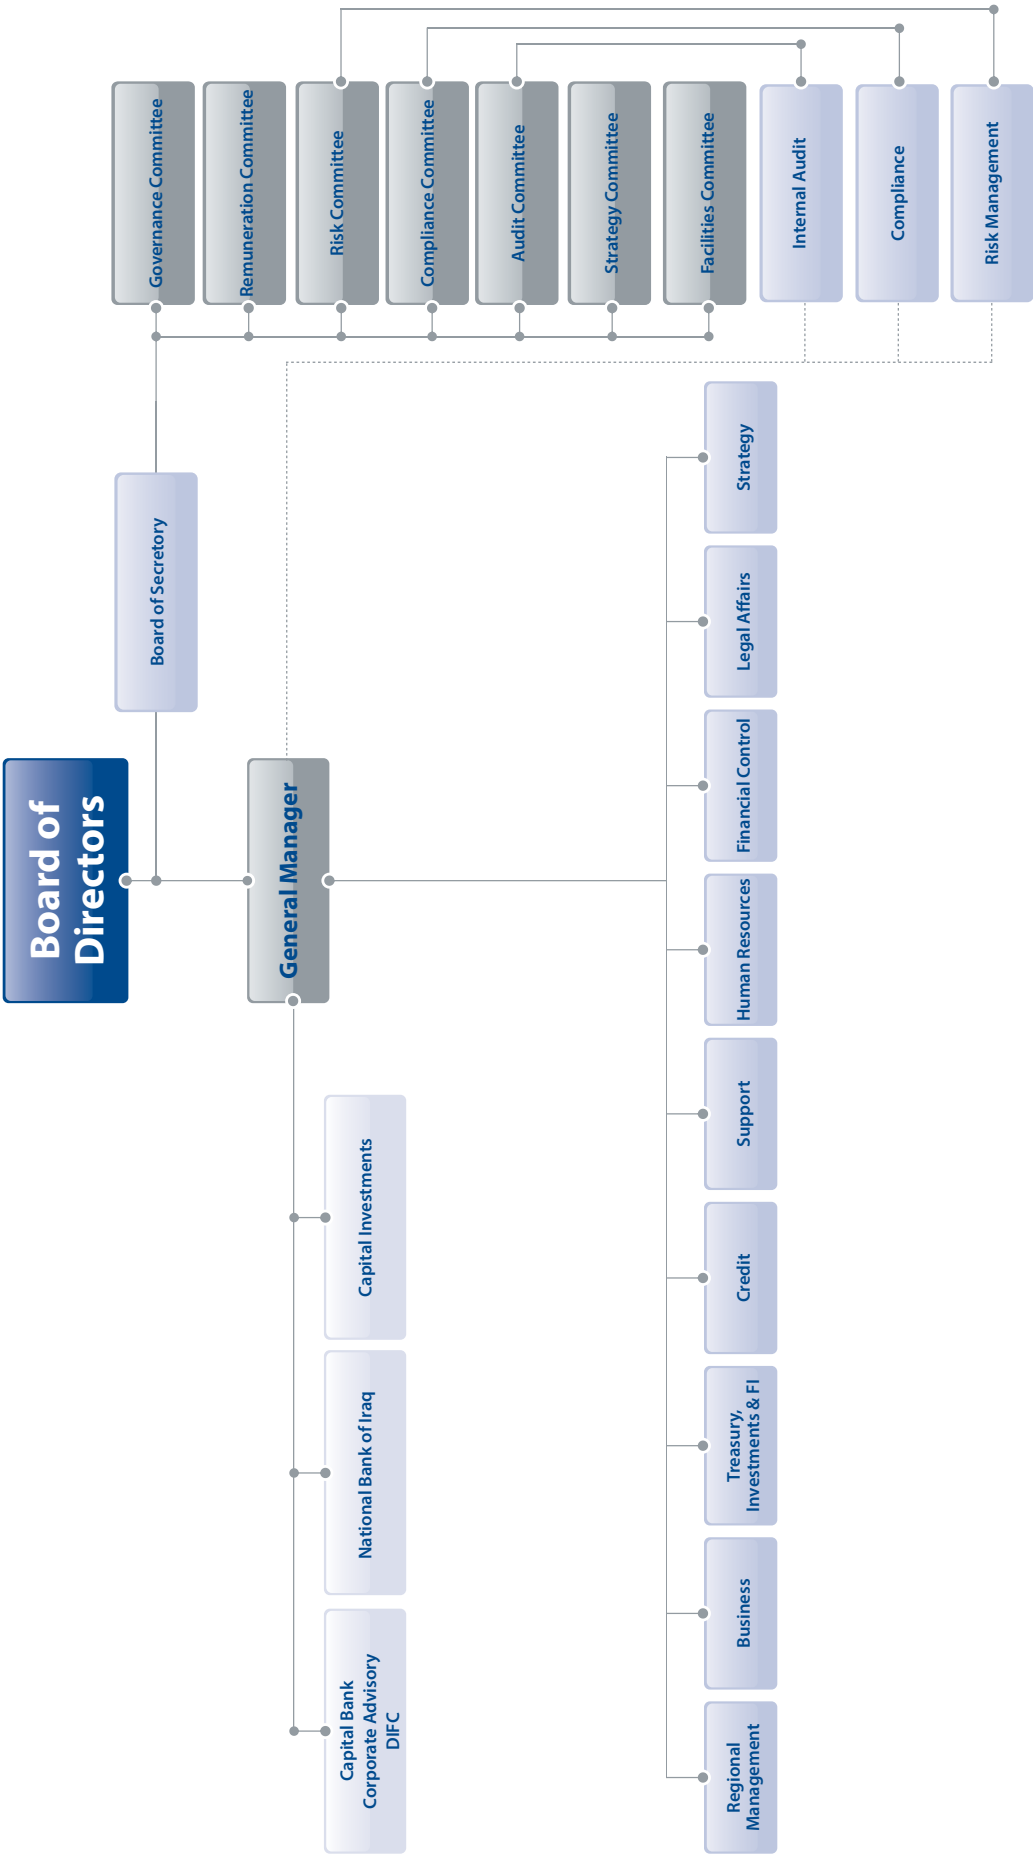 Board of
Directors
Board of Secretory
General Manager
Governance Committee
Remuneration Committee
Risk Committee
Compliance Committee
Audit Committee
Strategy Committee
Facilities Committee
Internal Audit
Compliance
Risk Management
Capital Bank
Corporate Advisory
DIFC
National Bank of Iraq
Capital Investments
Regional
Management
Business
Treasury,
Investments & FI
Credit
Support
Human Resources
Financial Control
Legal Affairs
Strategy